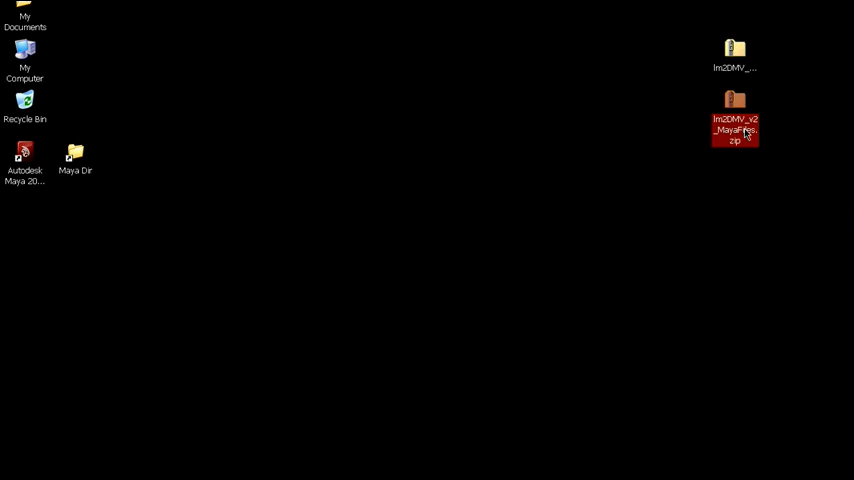 My
Documents
My
Computer
Recycle Bin
Autodesk
Maya 20...
Maya Dir
Im2DMV_...
Im2DMV_v2
_MayaFiles.
zip